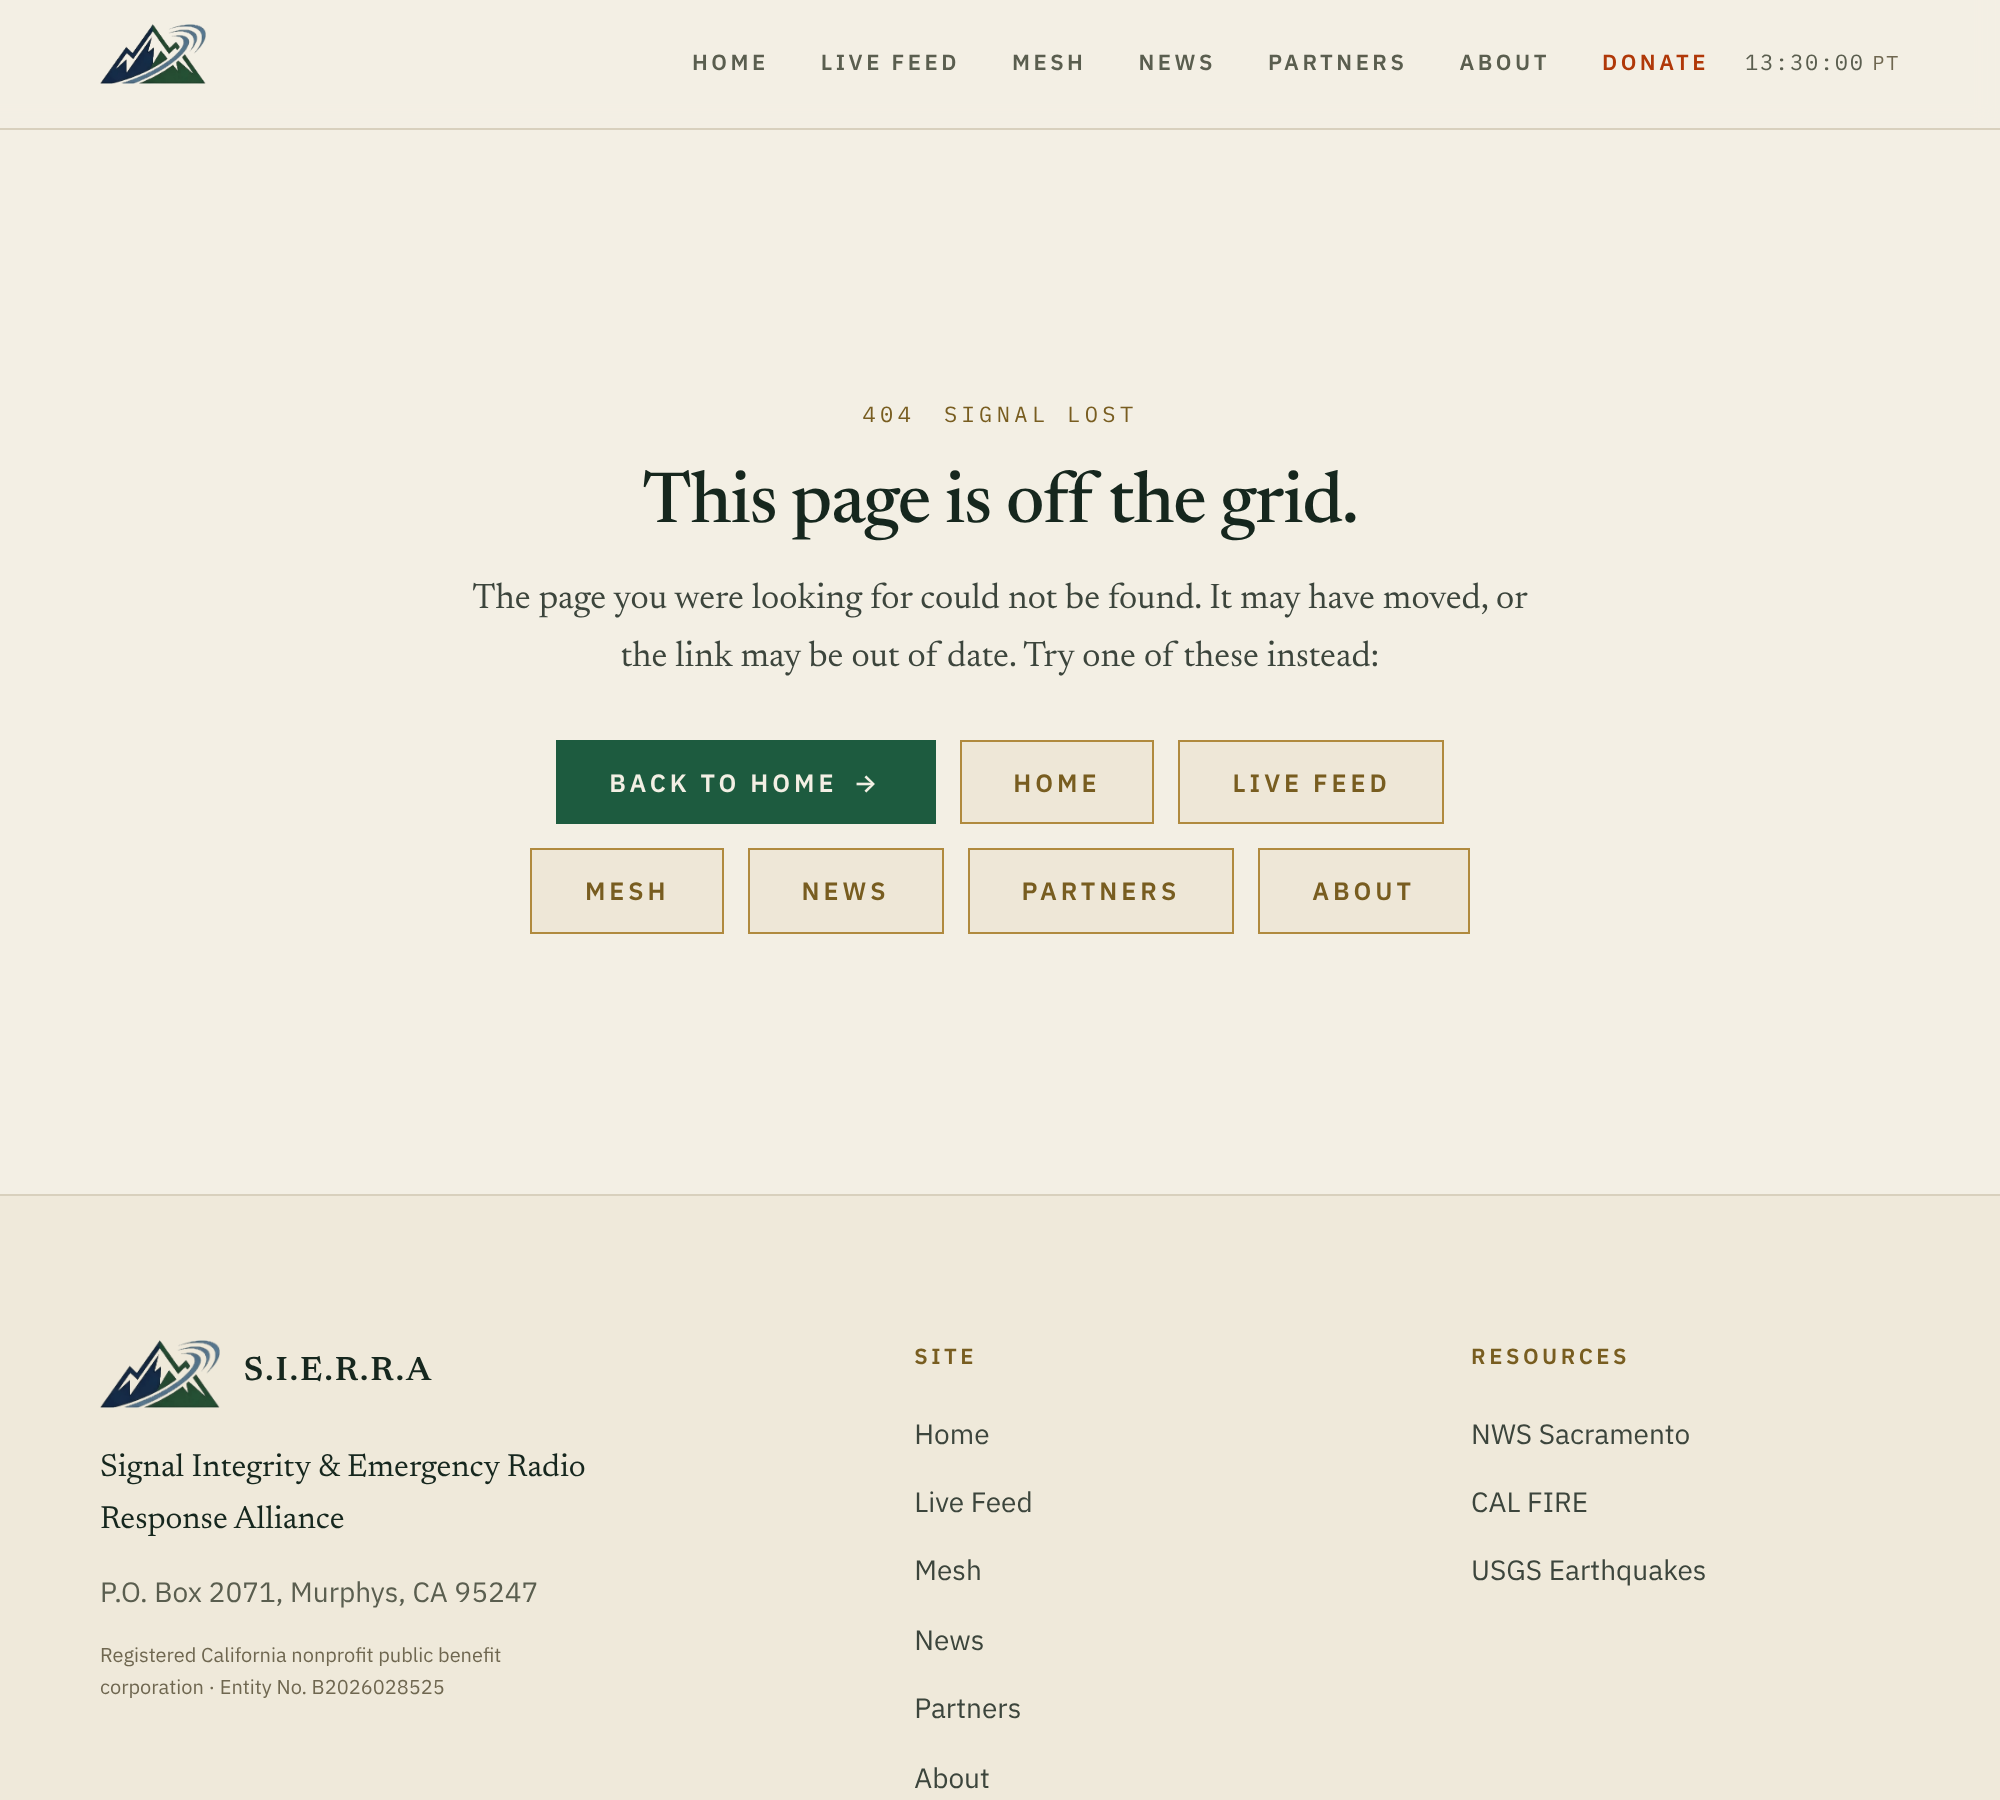 HOME LIVE FEED MESH NEWS PARTNERS ABOUT DONATE 13:30:00 PT
404 SIGNAL LOST
This page is off the grid.
The page you were looking for could not be found. It may have moved, or
the link may be out of date. Try one of these instead:
BACK TO HOME → HOME LIVE FEED
MESH NEWS PARTNERS ABOUT
S.I.E.R.R.A
Signal Integrity & Emergency Radio
Response Alliance
P.O. Box 2071, Murphys, CA 95247
Registered California nonprofit public benefit
corporation · Entity No. B2026028525
SITE
Home
Live Feed
Mesh
News
Partners
About
RESOURCES
NWS Sacramento
CAL FIRE
USGS Earthquakes